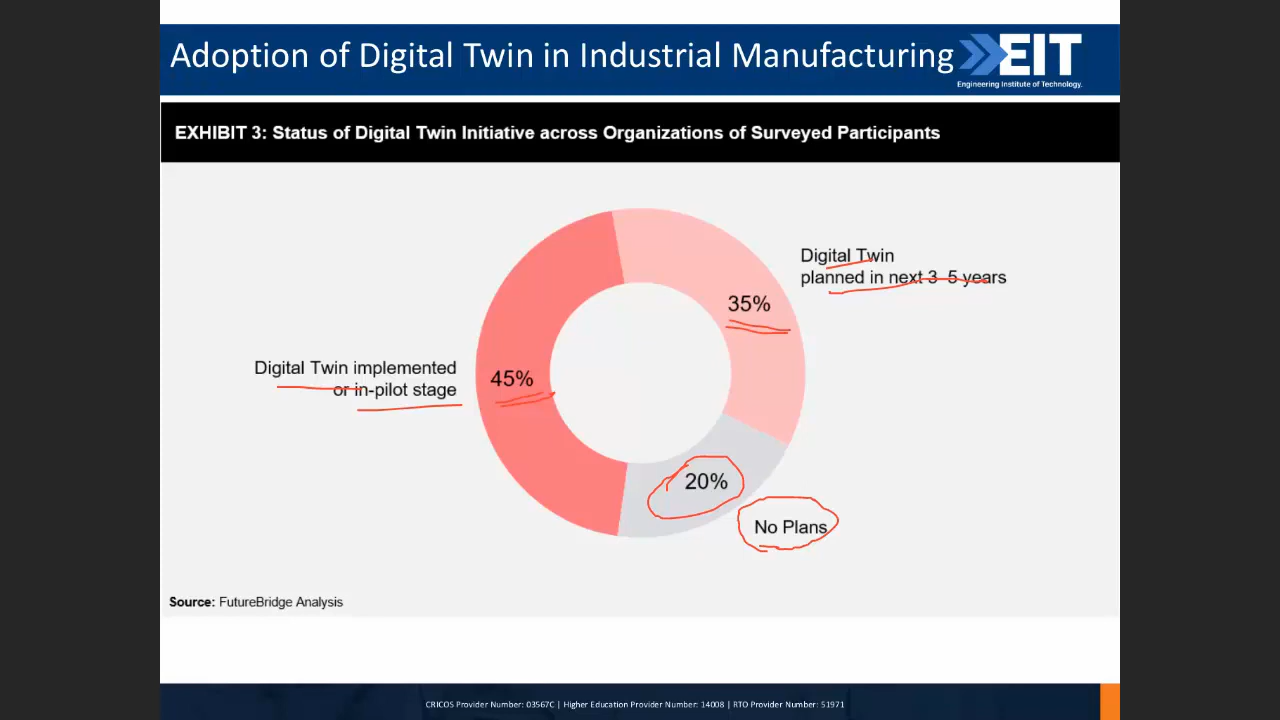 Adoption of Digital Twin in Industrial Manufacturing
EIT
Engineering Institute of Technology.
EXHIBIT 3: Status of Digital Twin Initiative across Organizations of Surveyed Participants
Digital Twin
planned in next 3-5 years
35%
Digital Twin implemented
or in-pilot stage
45%
20%
No Plans
Source: FutureBridge Analysis
CRICOS Provider Number: 03567C | Higher Education Provider Number: 14008 | RTO Provider Number: 51971